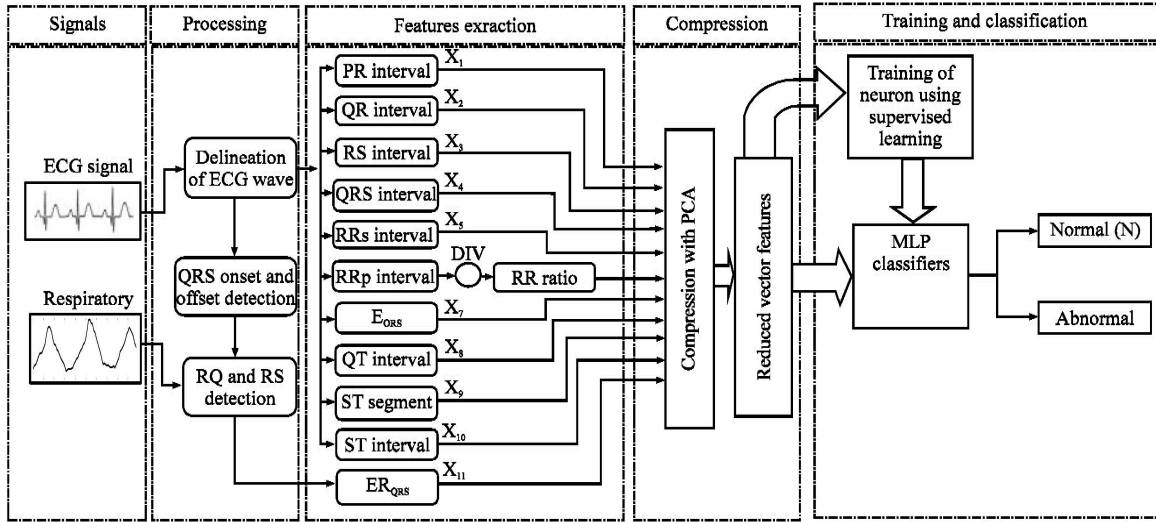 Signals
Processing
Features exraction
Compression
Training and classification
ECG signal
Respiratory
Delineation
of ECG wave
QRS onset and
offset detection
RQ and RS
detection
PR interval
X1
QR interval
X2
RS interval
X3
QRS interval
X4
RRs interval
X5
RRp interval
DIV
RR ratio
EORS
X7
QT interval
X8
ST segment
X9
ST interval
X10
ERQRS
X11
Compression with PCA
Reduced vector features
Training of
neuron using
supervised
learning
MLP
classifiers
Normal (N)
Abnormal